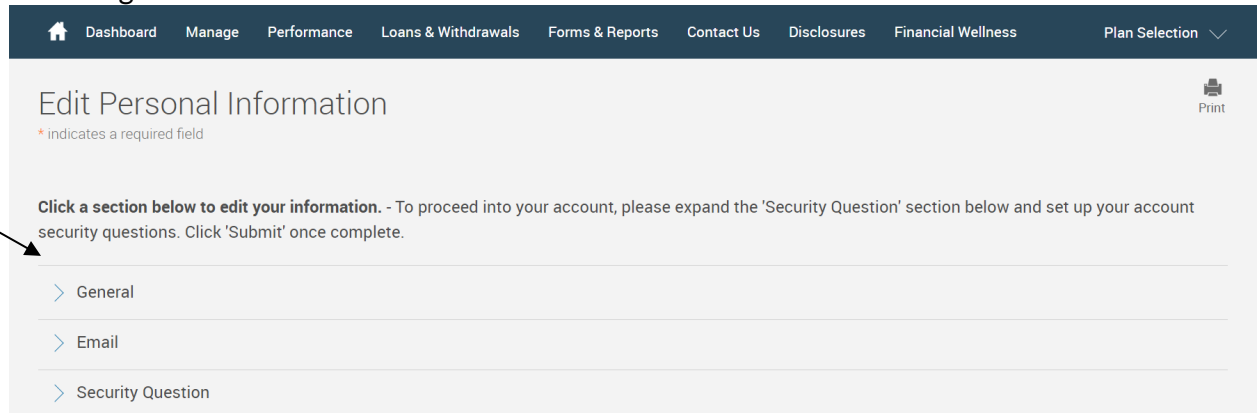 Dashboard Manage Performance Loans & Withdrawals Forms & Reports Contact Us Disclosures Financial Wellness Plan Selection
Edit Personal Information
Print
* indicates a required field
Click a section below to edit your information. - To proceed into your account, please expand the 'Security Question' section below and set up your account
security questions. Click 'Submit' once complete.
General
Email
Security Question